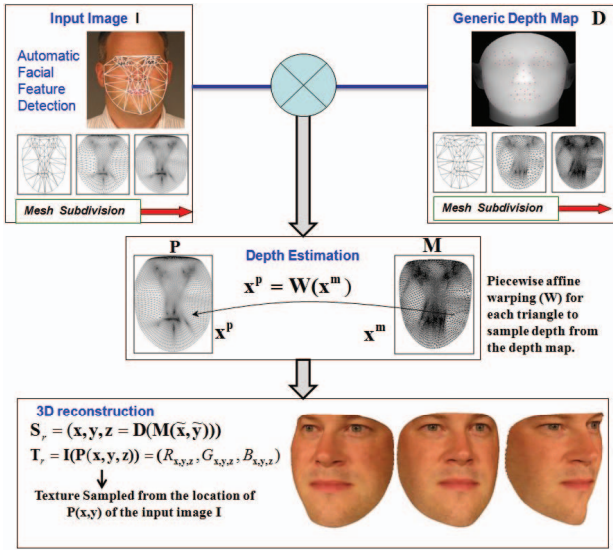 Input Image I
Automatic
Facial
Feature
Detection
Mesh Subdivision
Generic Depth Map D
Mesh Subdivision
P
Depth Estimation
M
x^p = W(x^m)
x^p
x^m
Piecewise affine
warping (W) for
each triangle to
sample depth from
the depth map.
3D reconstruction
S_r = (x, y, z = D(M(x̃, ỹ)))
T_r = I(P(x, y, z)) = (R_x,y,z, G_x,y,z, B_x,y,z)
Texture Sampled from the location of
P(x,y) of the input image I